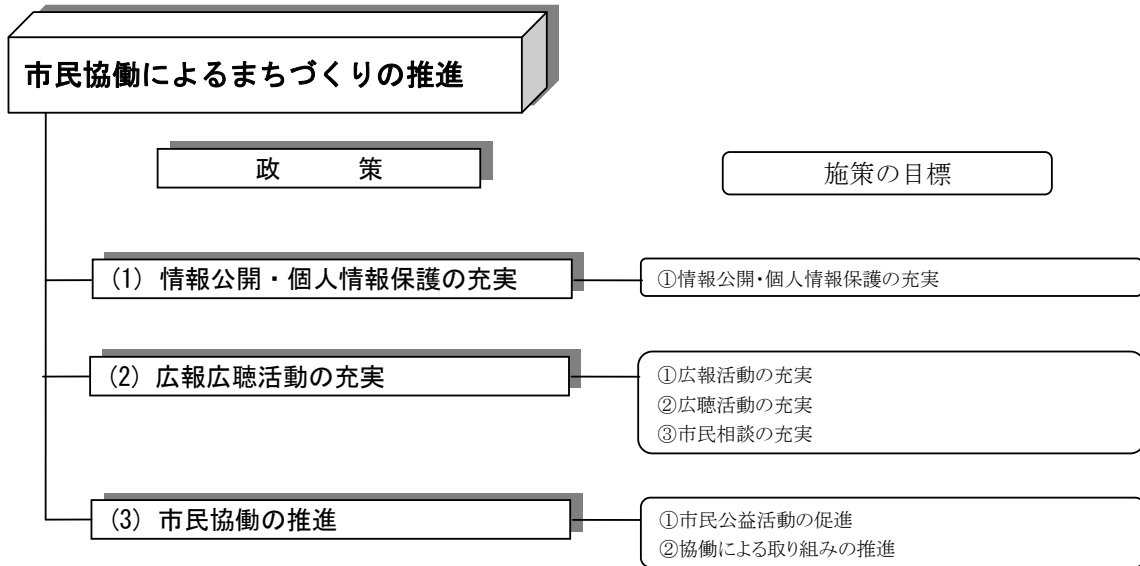 市民協働によるまちづくりの推進
政 策
施策の目標
(1) 情報公開・個人情報保護の充実
①情報公開・個人情報保護の充実
(2) 広報広聴活動の充実
①広報活動の充実
②広聴活動の充実
③市民相談の充実
(3) 市民協働の推進
①市民公益活動の促進
②協働による取り組みの推進